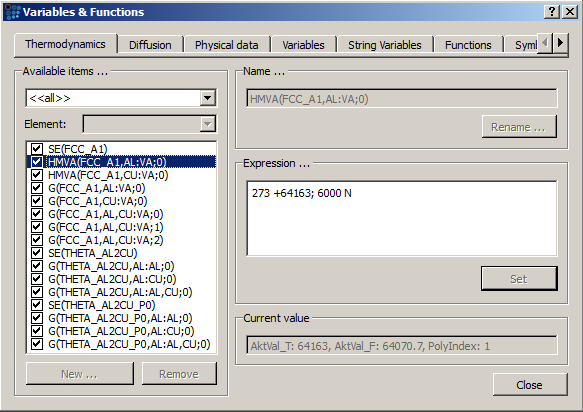 Variables & Functions
Thermodynamics Diffusion Physical data Variables String Variables Functions Symb
Available items ...
<<all>>
Element:
SE(FCC_A1)
HMVA(FCC_A1,AL:VA;0)
HMVA(FCC_A1,CU:VA;0)
G(FCC_A1,AL:VA;0)
G(FCC_A1,CU:VA;0)
G(FCC_A1,AL,CU:VA;0)
G(FCC_A1,AL,CU:VA;1)
G(FCC_A1,AL,CU:VA;2)
SE(THETA_AL2CU)
G(THETA_AL2CU,AL:AL;0)
G(THETA_AL2CU,AL:CU;0)
G(THETA_AL2CU,AL:AL,CU;0)
SE(THETA_AL2CU_P0)
G(THETA_AL2CU_P0,AL:AL;0)
G(THETA_AL2CU_P0,AL:CU;0)
G(THETA_AL2CU_P0,AL:AL,CU;0)
New ... Remove
Name ...
HMVA(FCC_A1,AL:VA;0)
Rename ...
Expression ...
273 +64163; 6000 N
Set
Current value
AktVal_T: 64163, AktVal_F: 64070.7, PolyIndex: 1
Close